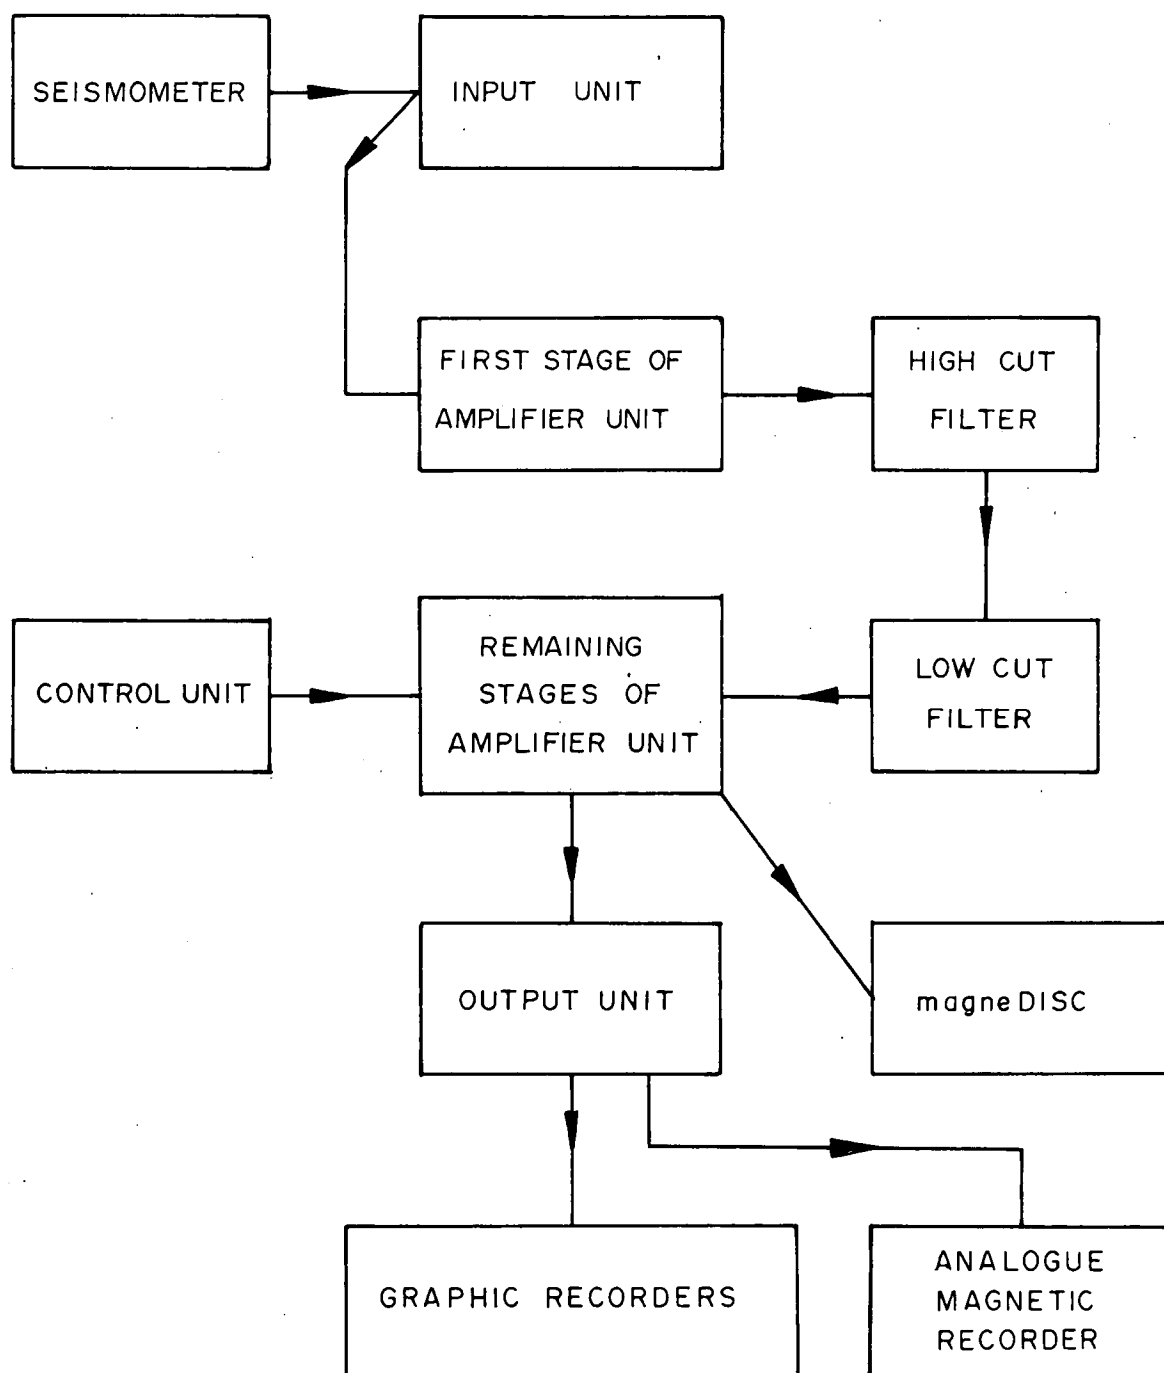 SEISMOMETER
INPUT UNIT
FIRST STAGE OF
AMPLIFIER UNIT
HIGH CUT
FILTER
CONTROL UNIT
REMAINING
STAGES OF
AMPLIFIER UNIT
LOW CUT
FILTER
OUTPUT UNIT
magneDISC
GRAPHIC RECORDERS
ANALOGUE
MAGNETIC
RECORDER